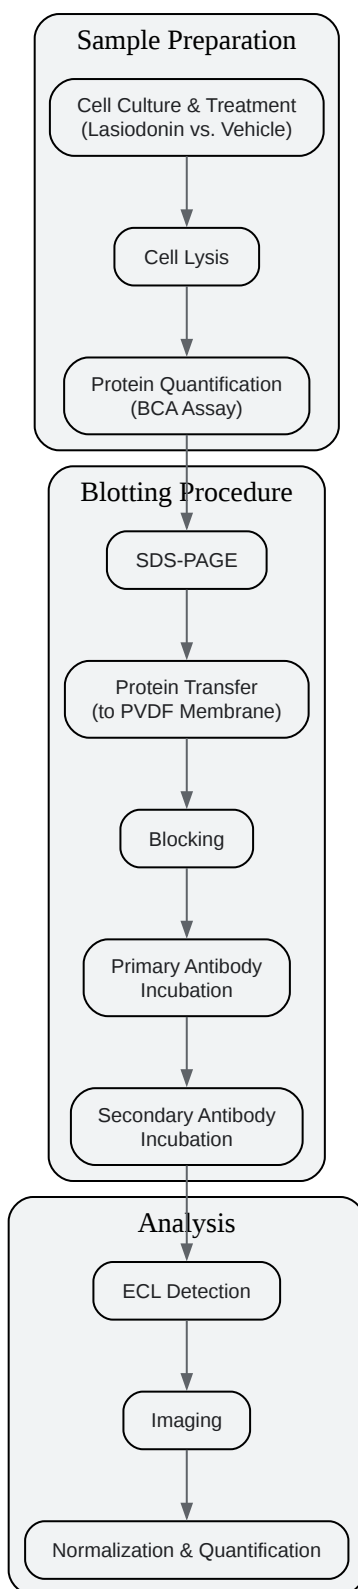 Sample Preparation
Cell Culture & Treatment
(Lasiodonin vs. Vehicle)
Cell Lysis
Protein Quantification
(BCA Assay)
Blotting Procedure
SDS-PAGE
Protein Transfer
(to PVDF Membrane)
Blocking
Primary Antibody
Incubation
Secondary Antibody
Incubation
Analysis
ECL Detection
Imaging
Normalization & Quantification